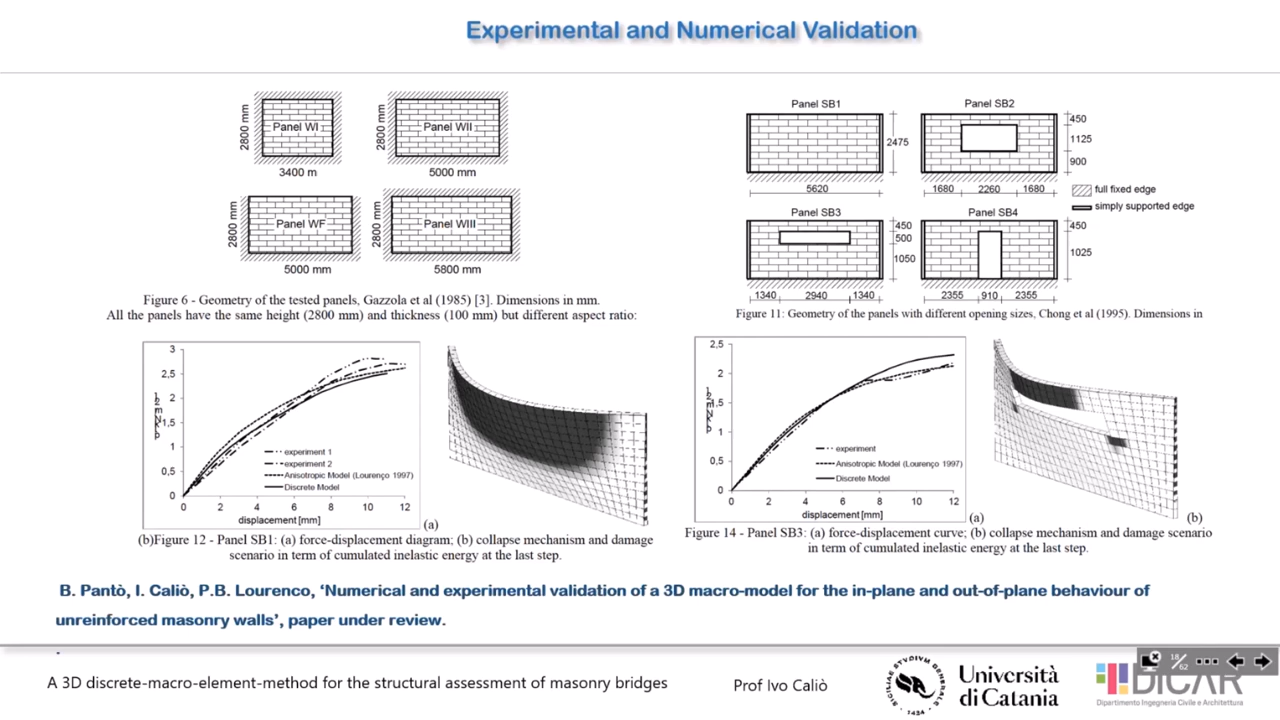 Experimental and Numerical Validation
Panel WI
2800 mm
3400 m
Panel WII
2800 mm
5000 mm
Panel WF
2800 mm
5000 mm
Panel WIII
2800 mm
5800 mm
Figure 6 - Geometry of the tested panels, Gazzola et al (1985) [3]. Dimensions in mm.
All the panels have the same height (2800 mm) and thickness (100 mm) but different aspect ratio:
Panel SB1
2475
5620
Panel SB2
450
1125
900
1680 2260 1680
full fixed edge
simply supported edge
Panel SB3
450
500
1050
1340 2940 1340
Panel SB4
450
1025
2355 910 2355
Figure 11: Geometry of the panels with different opening sizes, Chong et al (1995). Dimensions in
3
2,5
2
1,5
1
0,5
0
0 2 4 6 8 10 12
displacement [mm]
experiment 1
experiment 2
Anisotropic Model (Lourenço 1997)
Discrete Model
(a)
(b)Figure 12 - Panel SB1: (a) force-displacement diagram; (b) collapse mechanism and damage
scenario in term of cumulated inelastic energy at the last step.
2,5
2
1,5
1
0,5
0
0 2 4 6 8 10 12
displacement [mm]
experiment
Anisotropic Model (Lourenço 1997)
Discrete Model
(a)
(b)
Figure 14 - Panel SB3: (a) force-displacement curve; (b) collapse mechanism and damage scenario
in term of cumulated inelastic energy at the last step.
B. Pantò, I. Caliò, P.B. Lourenco, ‘Numerical and experimental validation of a 3D macro-model for the in-plane and out-of-plane behaviour of
unreinforced masonry walls’, paper under review.
A 3D discrete-macro-element-method for the structural assessment of masonry bridges
Prof Ivo Caliò
1434
Università
di Catania
18/62
DICAR
Dipartimento Ingegneria Civile e Architettura